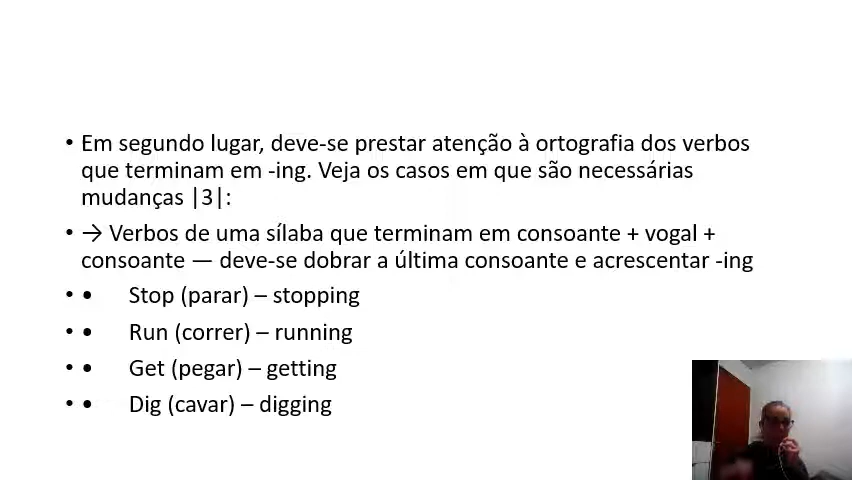 • Em segundo lugar, deve-se prestar atenção à ortografia dos verbos
que terminam em -ing. Veja os casos em que são necessárias
mudanças |3|:
• → Verbos de uma sílaba que terminam em consoante + vogal +
consoante — deve-se dobrar a última consoante e acrescentar -ing
• • Stop (parar) – stopping
• • Run (correr) – running
• • Get (pegar) – getting
• • Dig (cavar) – digging